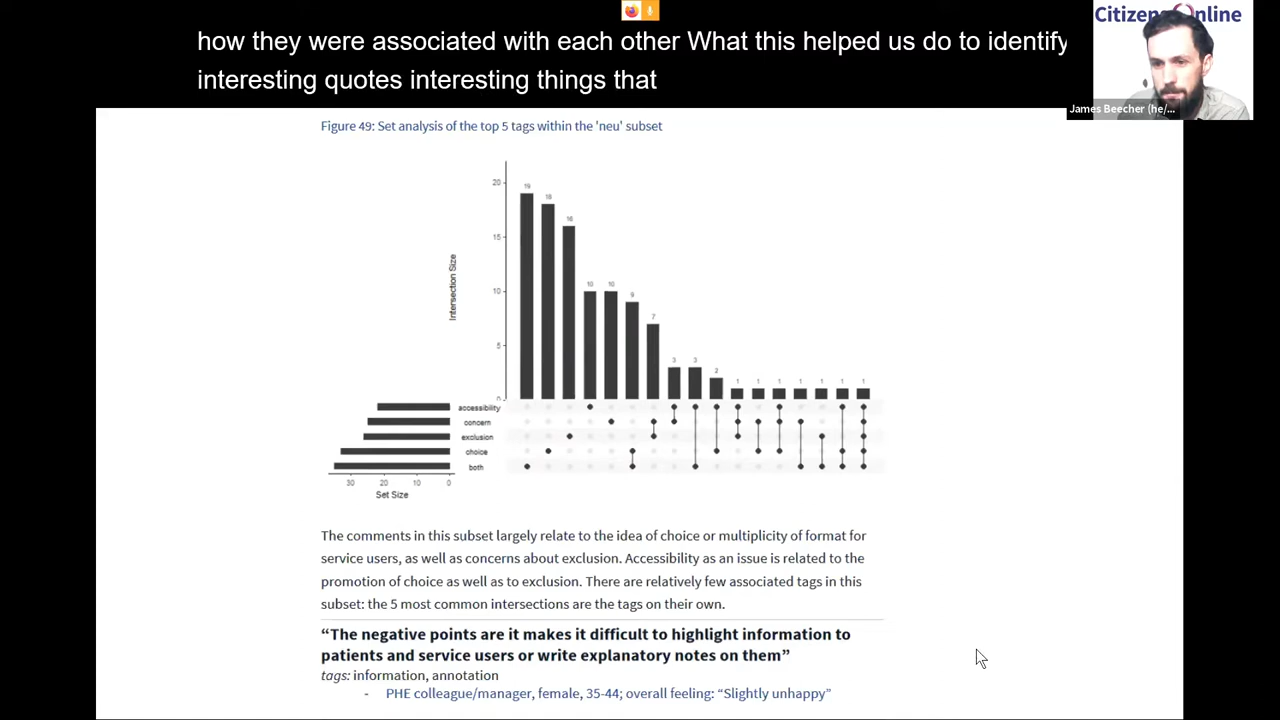 how they were associated with each other What this helped us do to identify
interesting quotes interesting things that
Citizens Online
James Beecher (he/...
Figure 49: Set analysis of the top 5 tags within the 'neu' subset
20
15
10
5
0
Intersection Size
19
18
16
10
10
9
7
3
3
2
1
1
1
1
1
1
1
accessibility
concern
exclusion
choice
both
30
20
10
0
Set Size
The comments in this subset largely relate to the idea of choice or multiplicity of format for
service users, as well as concerns about exclusion. Accessibility as an issue is related to the
promotion of choice as well as to exclusion. There are relatively few associated tags in this
subset: the 5 most common intersections are the tags on their own.
“The negative points are it makes it difficult to highlight information to
patients and service users or write explanatory notes on them”
tags: information, annotation
- PHE colleague/manager, female, 35-44; overall feeling: “Slightly unhappy”